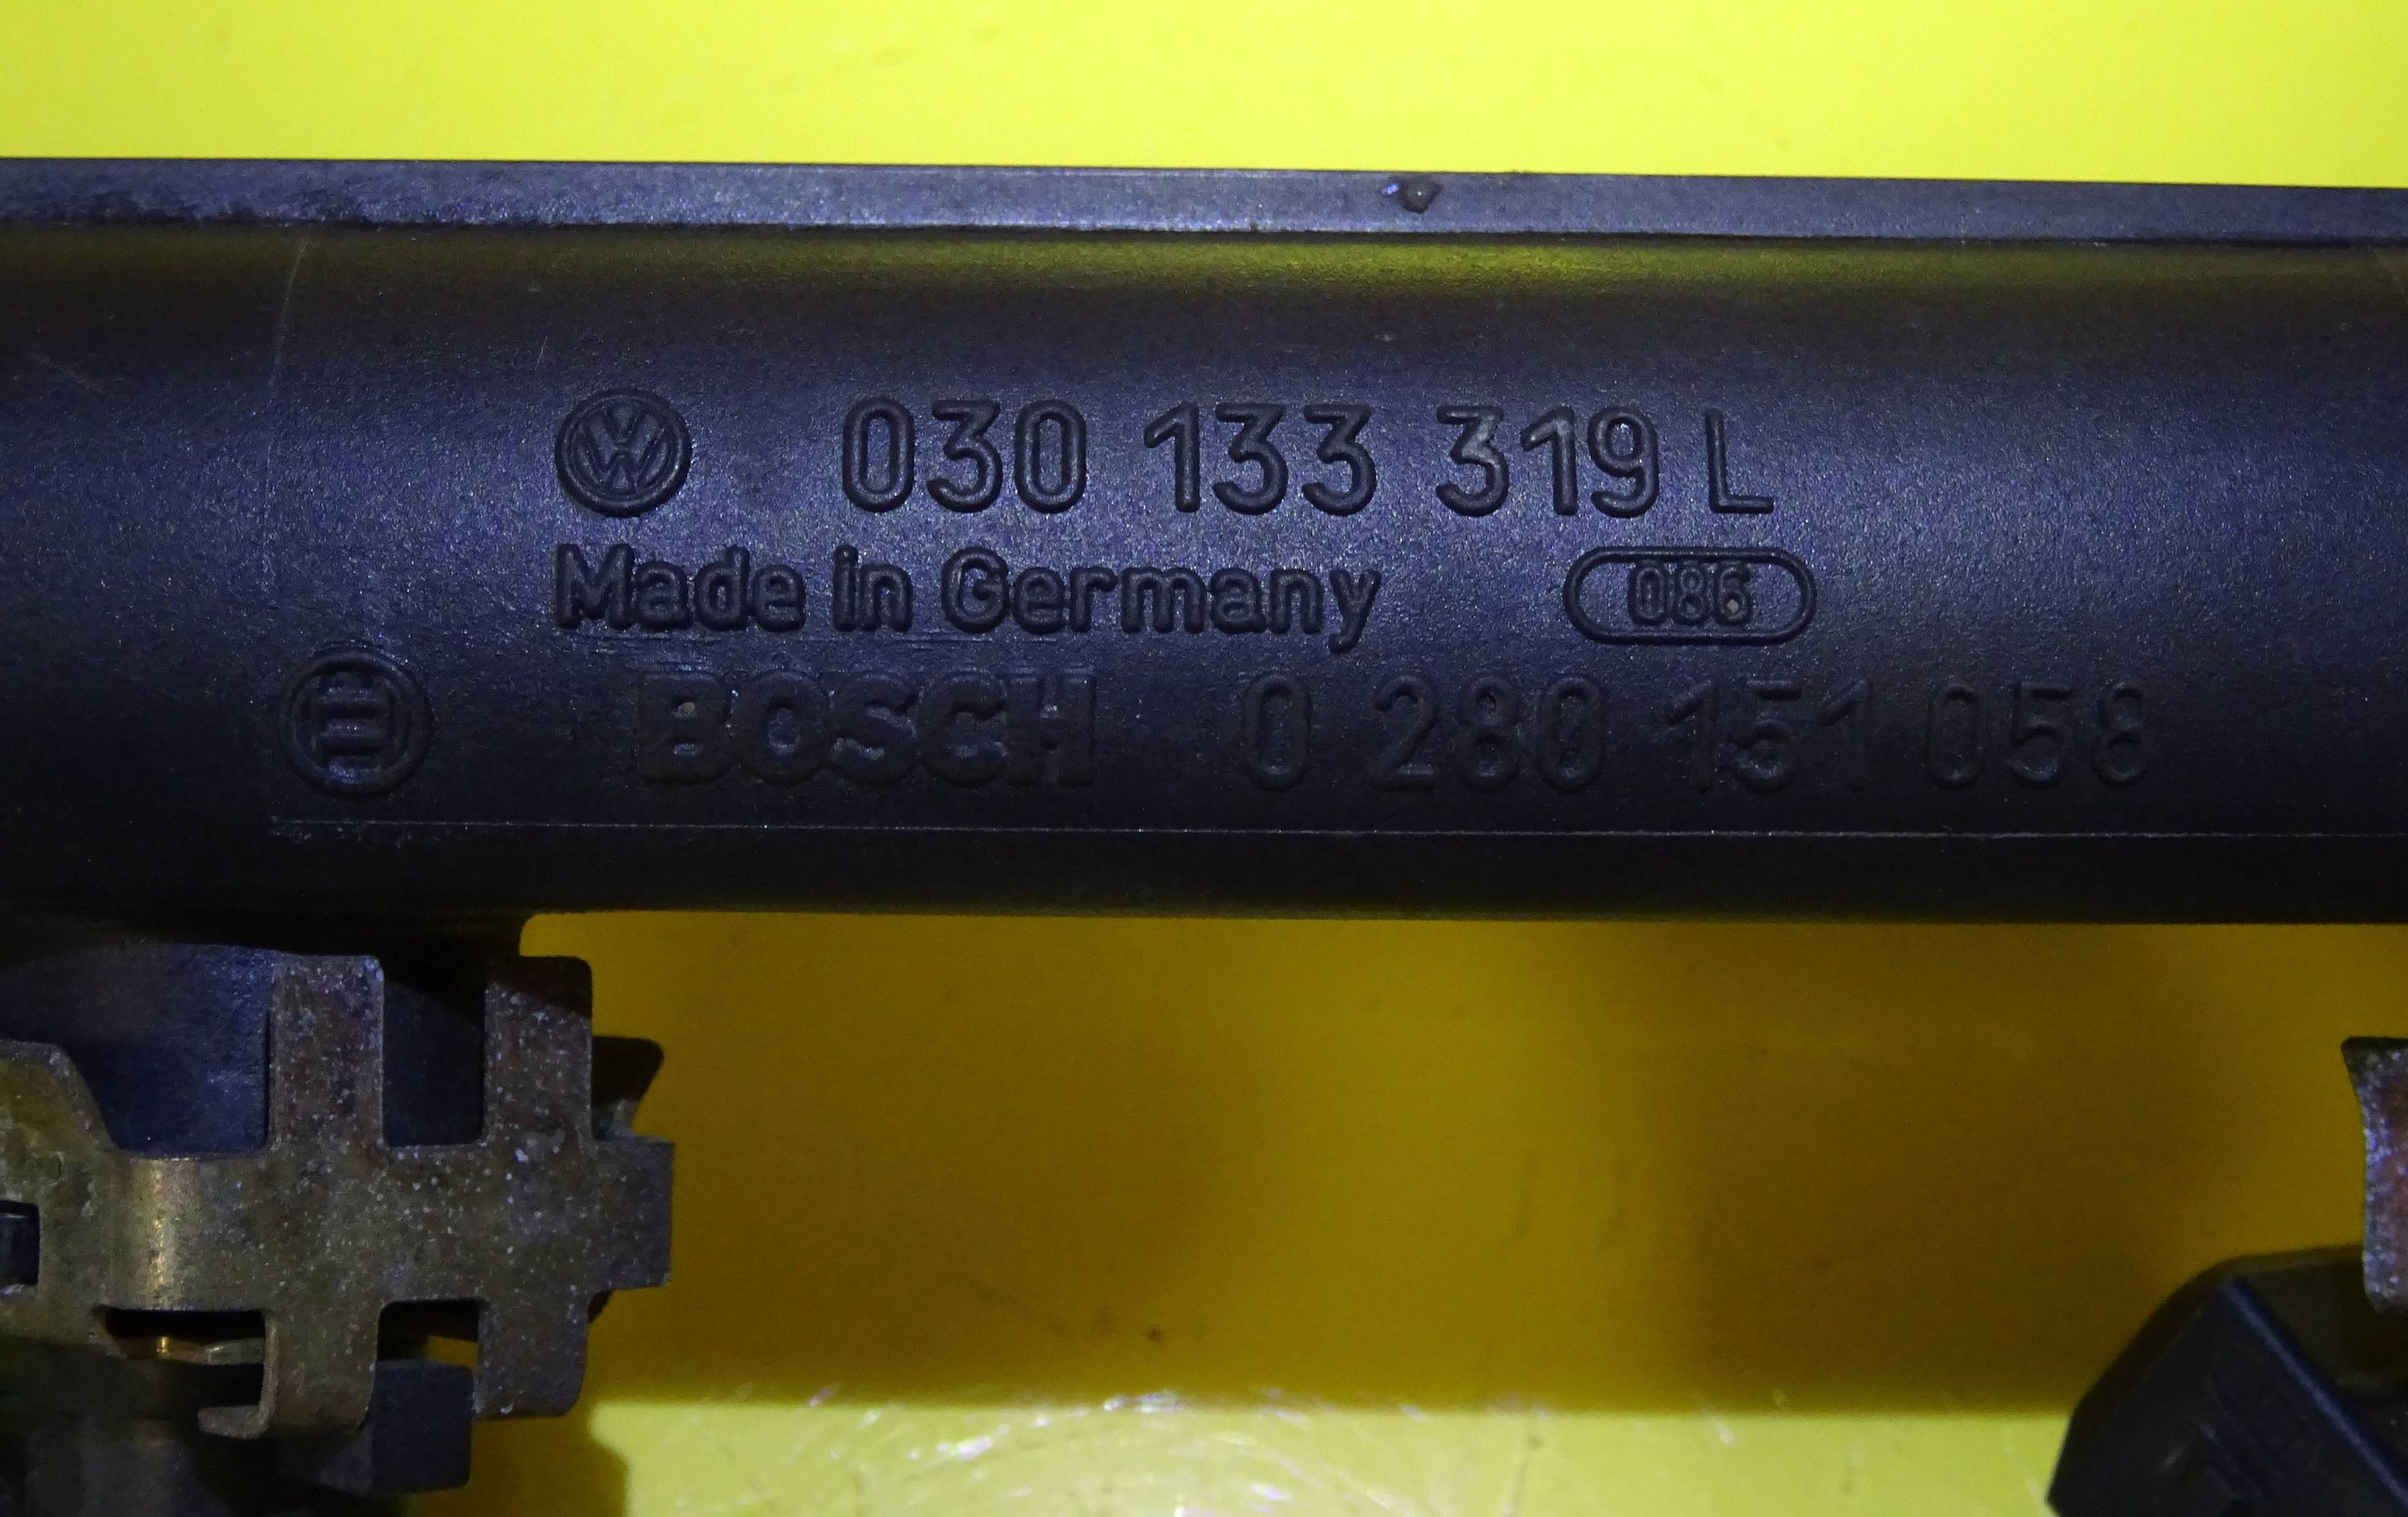 030 133 319 L
Made in Germany 086
BOSCH 0 280 151 058